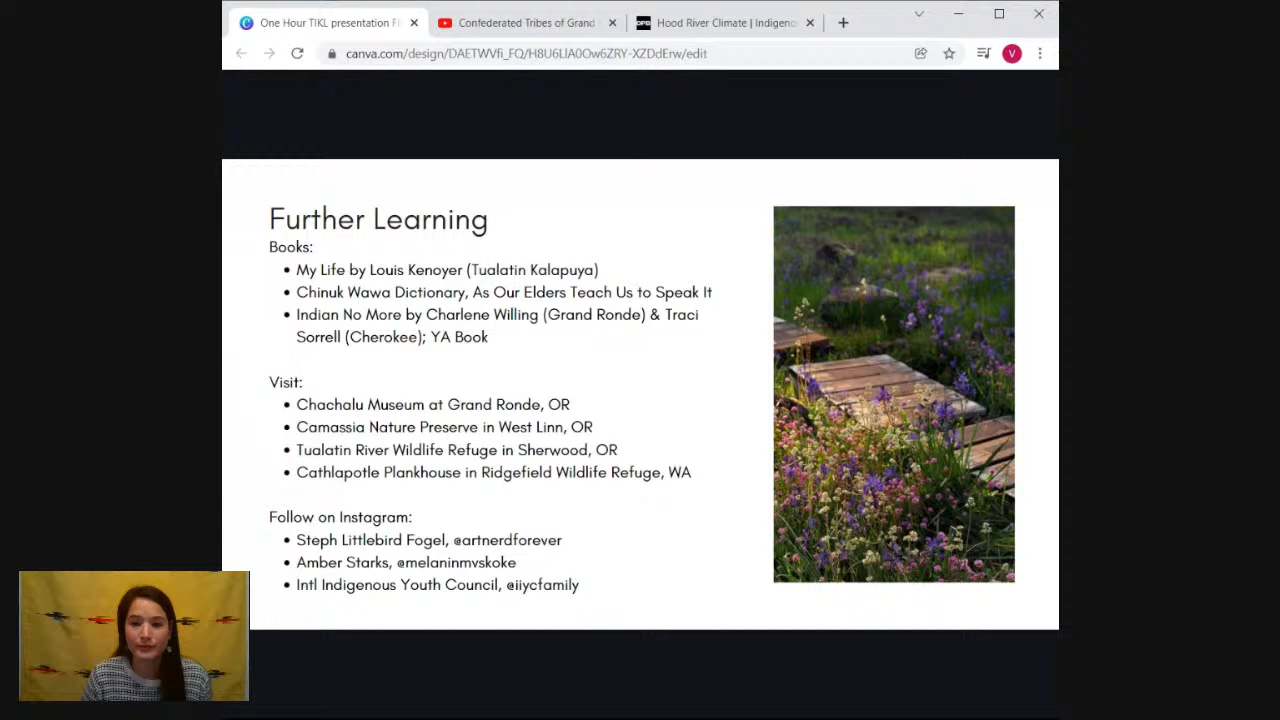 One Hour TIKL presentation Fi
Confederated Tribes of Grand
OPB
Hood River Climate | Indigeno
canva.com/design/DAETWVfi_FQ/H8U6LlA0Ow6ZRY-XZDdErw/edit
V
Further Learning
Books:
• My Life by Louis Kenoyer (Tualatin Kalapuya)
• Chinuk Wawa Dictionary, As Our Elders Teach Us to Speak It
• Indian No More by Charlene Willing (Grand Ronde) & Traci
Sorrell (Cherokee); YA Book
Visit:
• Chachalu Museum at Grand Ronde, OR
• Camassia Nature Preserve in West Linn, OR
• Tualatin River Wildlife Refuge in Sherwood, OR
• Cathlapotle Plankhouse in Ridgefield Wildlife Refuge, WA
Follow on Instagram:
• Steph Littlebird Fogel, @artnerdforever
• Amber Starks, @melaninmvskoke
• Intl Indigenous Youth Council, @iiycfamily